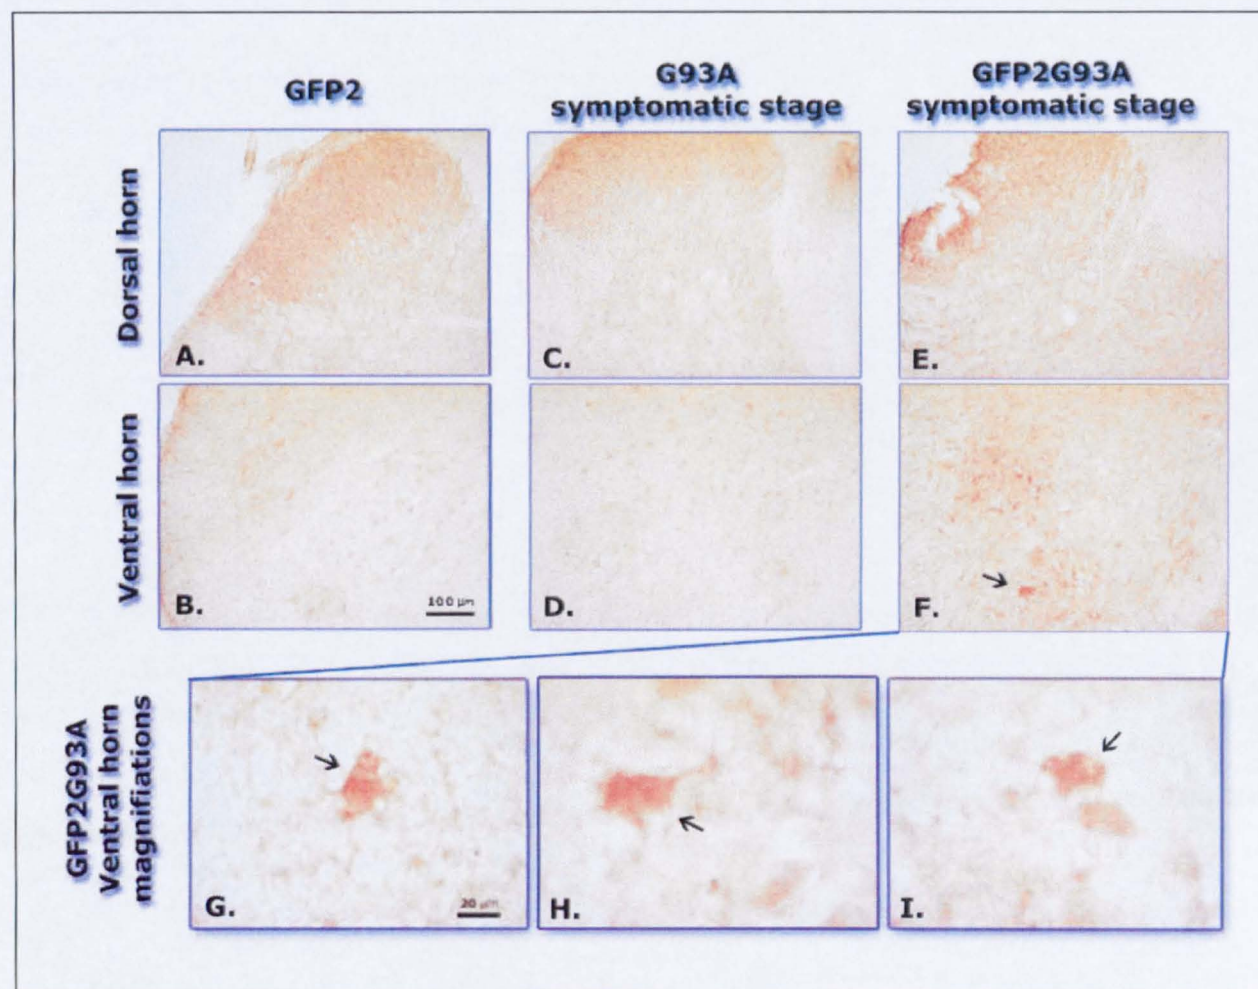 GFP2
G93A
symptomatic stage
GFP2G93A
symptomatic stage
Dorsal horn
A.
C.
E.
Ventral horn
B.
100 µm
D.
F.
GFP2G93A
Ventral horn
magnifiations
G.
20 µm
H.
I.